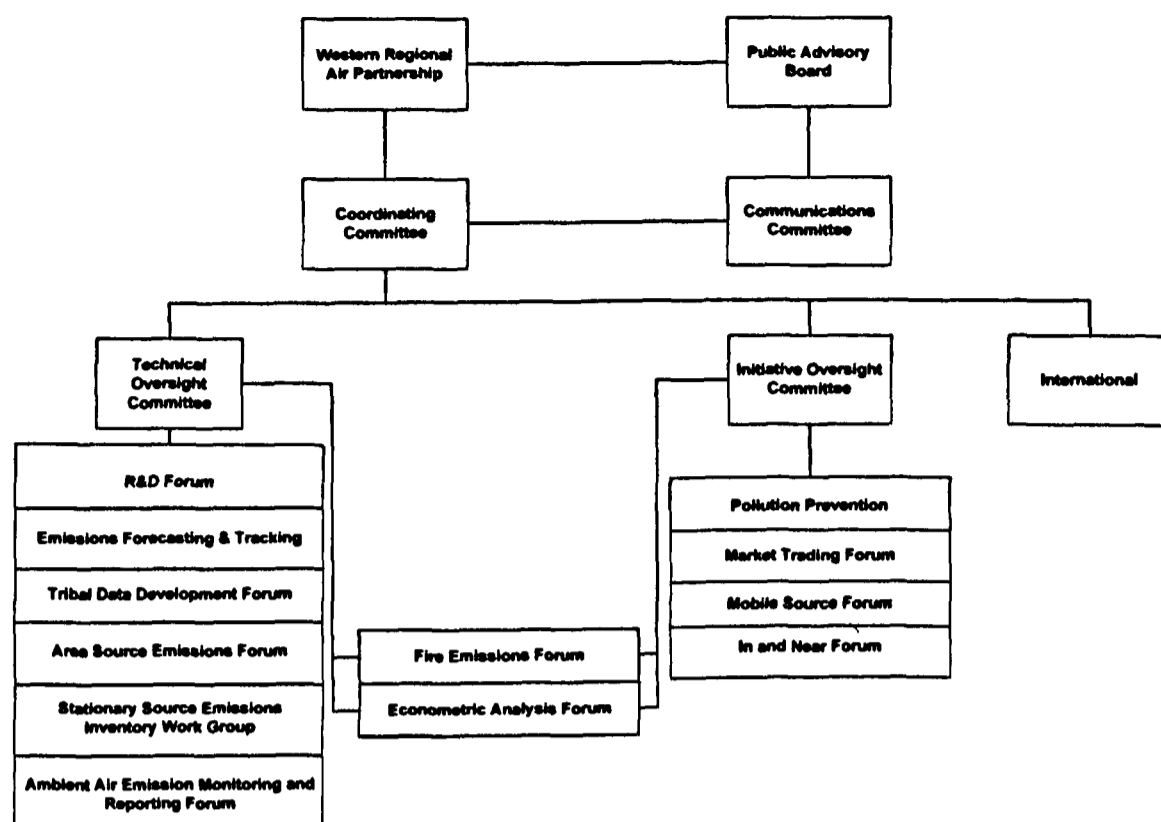 Western Regional
Air Partnership
Public Advisory
Board
Coordinating
Committee
Communications
Committee
Technical
Oversight
Committee
Initiative Oversight
Committee
International
R&D Forum
Emissions Forecasting & Tracking
Tribal Data Development Forum
Area Source Emissions Forum
Stationary Source Emissions
Inventory Work Group
Ambient Air Emission Monitoring and
Reporting Forum
Fire Emissions Forum
Econometric Analysis Forum
Pollution Prevention
Market Trading Forum
Mobile Source Forum
In and Near Forum